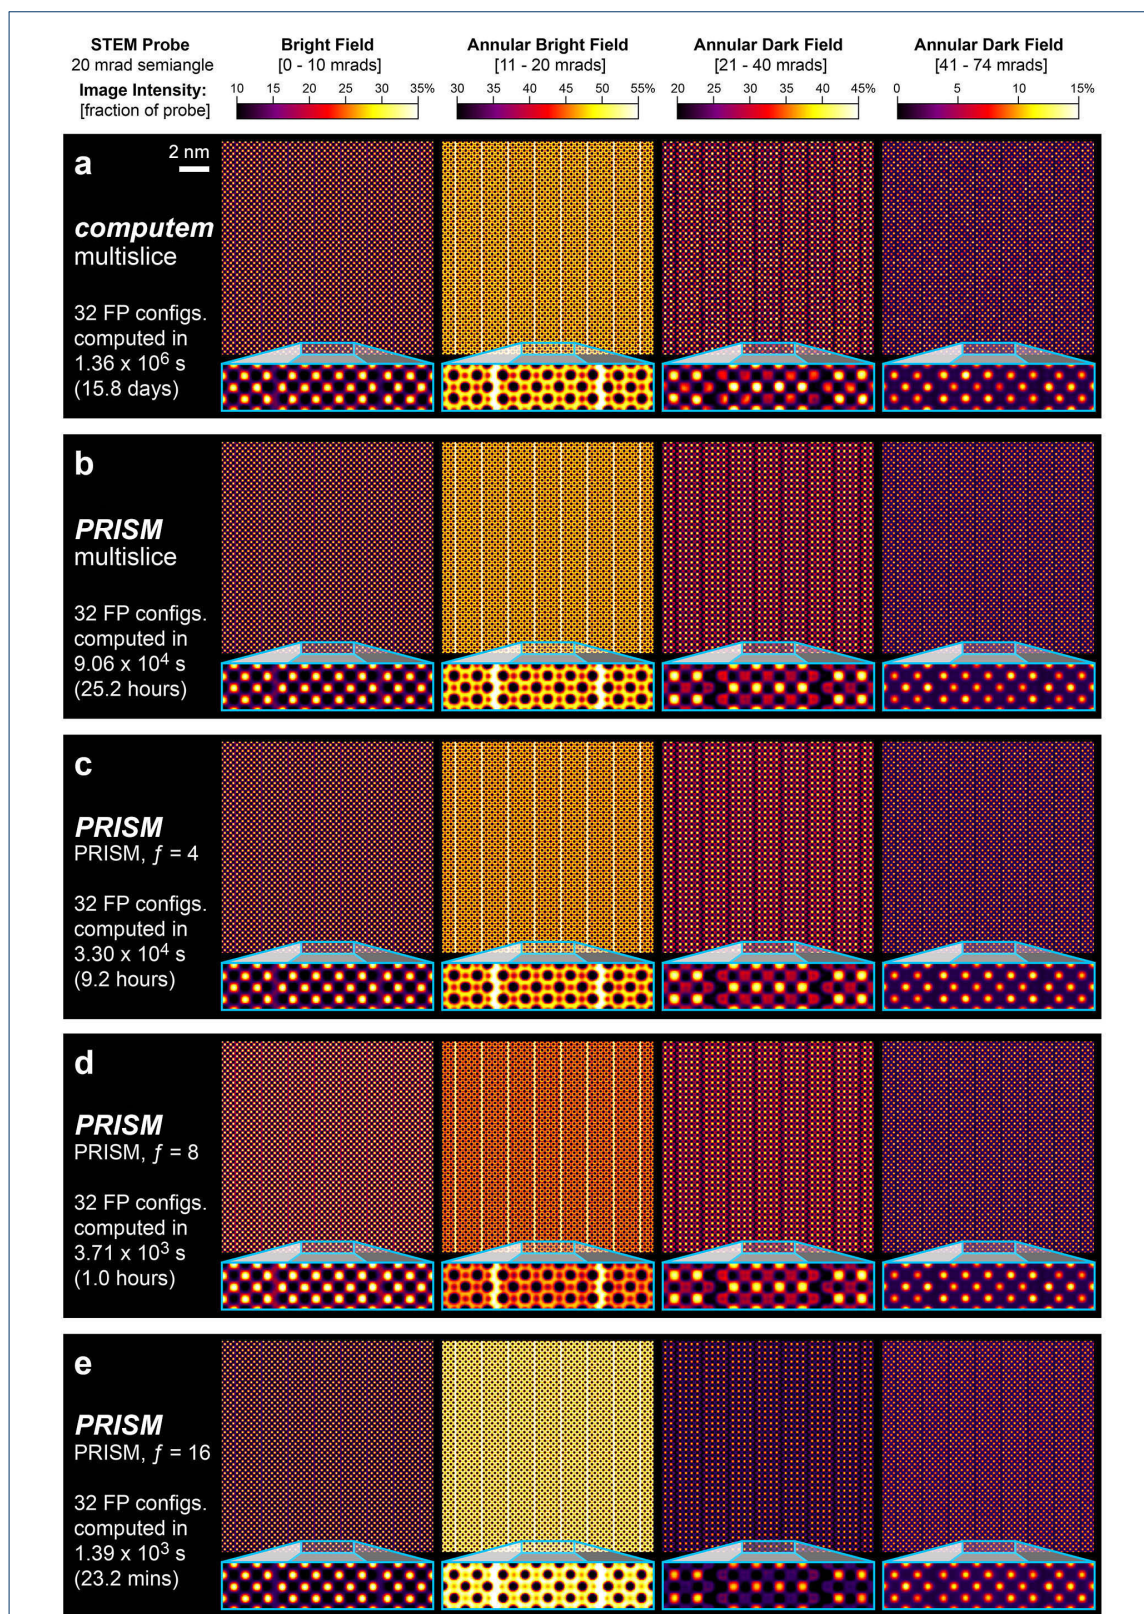 STEM Probe
20 mrad semiangle
Image Intensity:
[fraction of probe]
Bright Field
[0 - 10 mrads]
10 15 20 25 30 35%
Annular Bright Field
[11 - 20 mrads]
30 35 40 45 50 55%
Annular Dark Field
[21 - 40 mrads]
20 25 30 35 40 45%
Annular Dark Field
[41 - 74 mrads]
0 5 10 15%
a
2 nm
computem
multislice
32 FP configs.
computed in
1.36 x 10⁶ s
(15.8 days)
b
PRISM
multislice
32 FP configs.
computed in
9.06 x 10⁴ s
(25.2 hours)
c
PRISM
PRISM, ƒ = 4
32 FP configs.
computed in
3.30 x 10⁴ s
(9.2 hours)
d
PRISM
PRISM, ƒ = 8
32 FP configs.
computed in
3.71 x 10³ s
(1.0 hours)
e
PRISM
PRISM, ƒ = 16
32 FP configs.
computed in
1.39 x 10³ s
(23.2 mins)